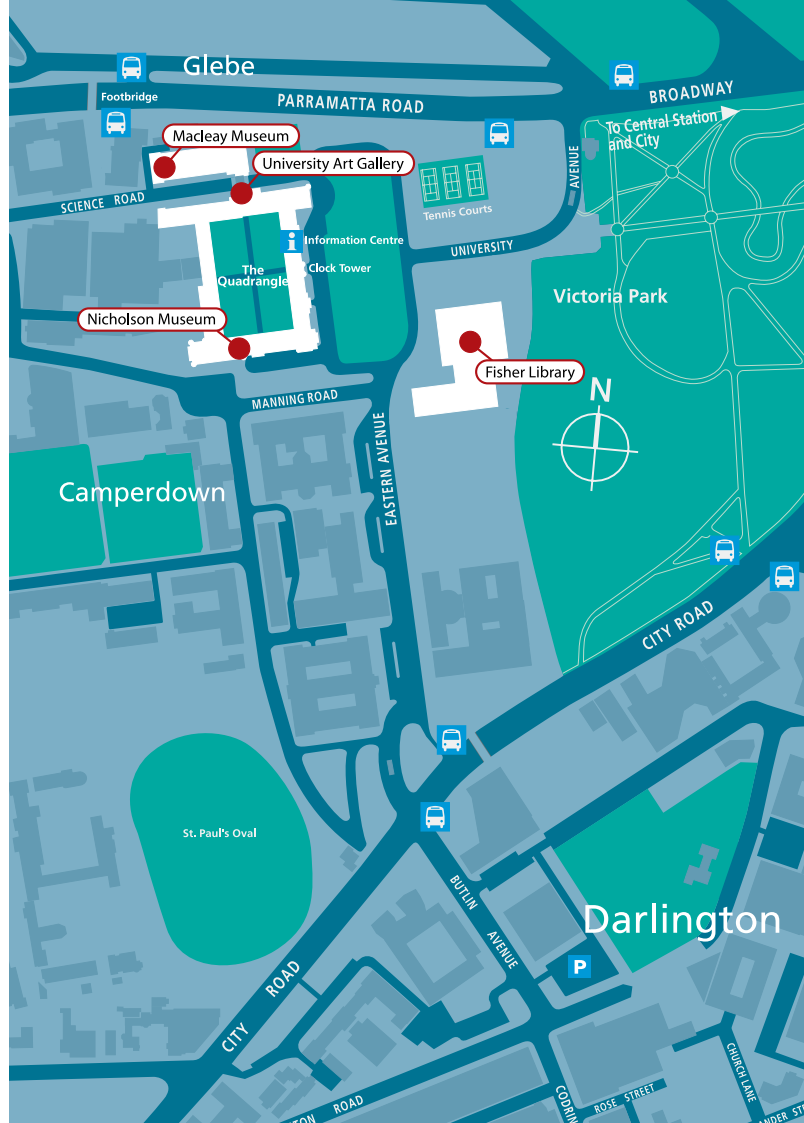 Glebe
Footbridge
PARRAMATTA ROAD
BROADWAY
To Central Station
and City
Macleay Museum
University Art Gallery
SCIENCE ROAD
AVENUE
Tennis Courts
UNIVERSITY
i Information Centre
Clock Tower
The
Quadrangle
Victoria Park
Nicholson Museum
Fisher Library
MANNING ROAD
N
EASTERN AVENUE
Camperdown
CITY ROAD
St. Paul's Oval
BUTLIN
AVENUE
Darlington
P
CITY ROAD
CHURCH LANE
ROSE STREET
ROAD